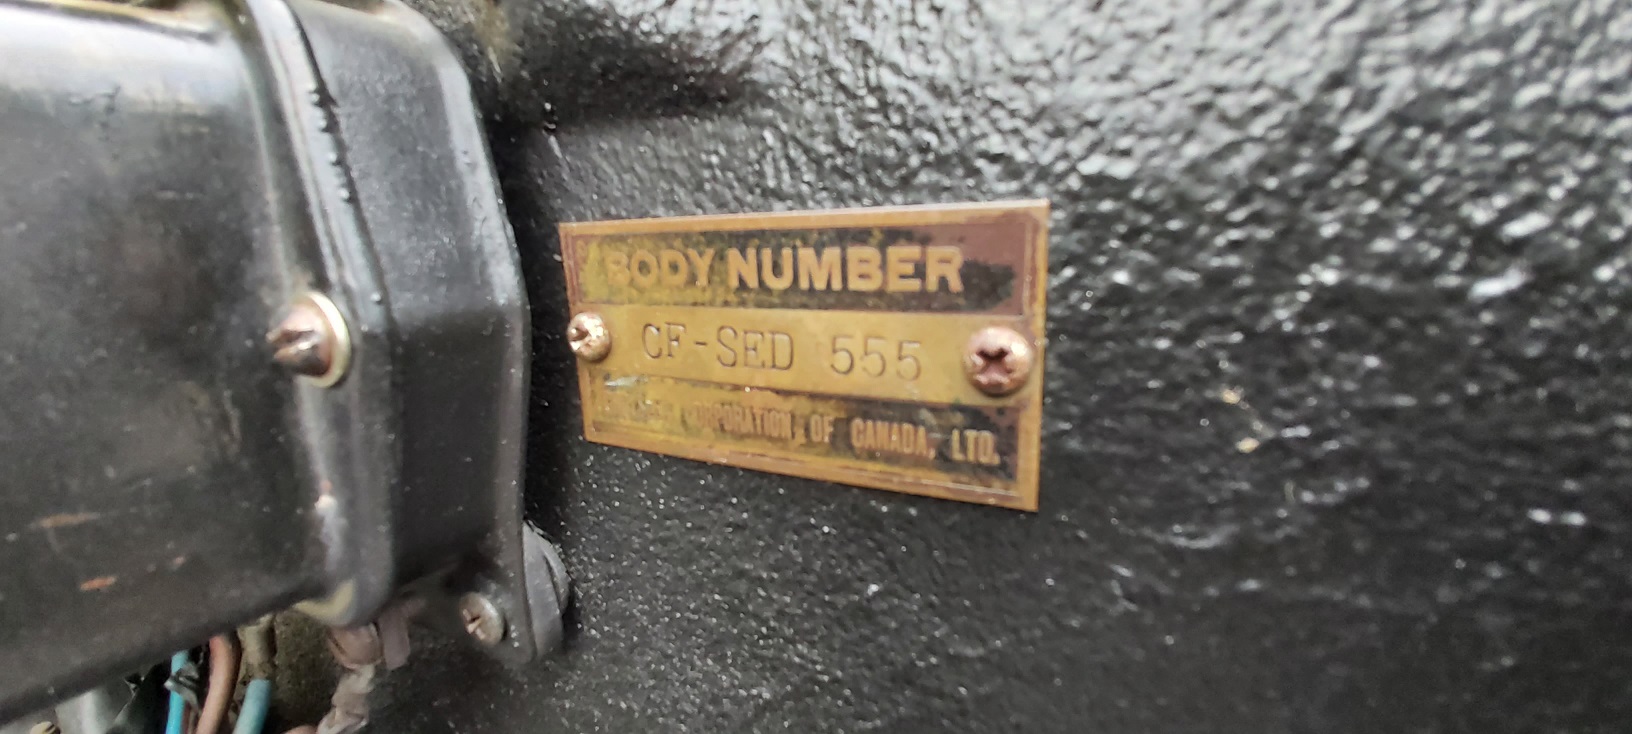 BODY NUMBER
CF-SED 555
CORPORATION OF CANADA, LTD.